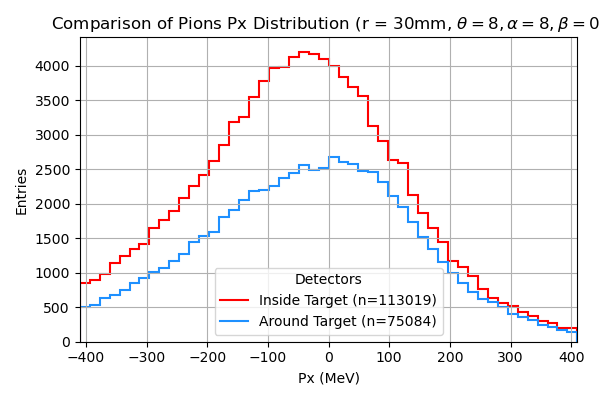 Comparison of Pions Px Distribution (r = 30mm, θ = 8, α = 8, β = 0
Entries
4000
3500
3000
2500
2000
1500
1000
500
0
Detectors
Inside Target (n=113019)
Around Target (n=75084)
−400 −300 −200 −100 0 100 200 300 400
Px (MeV)